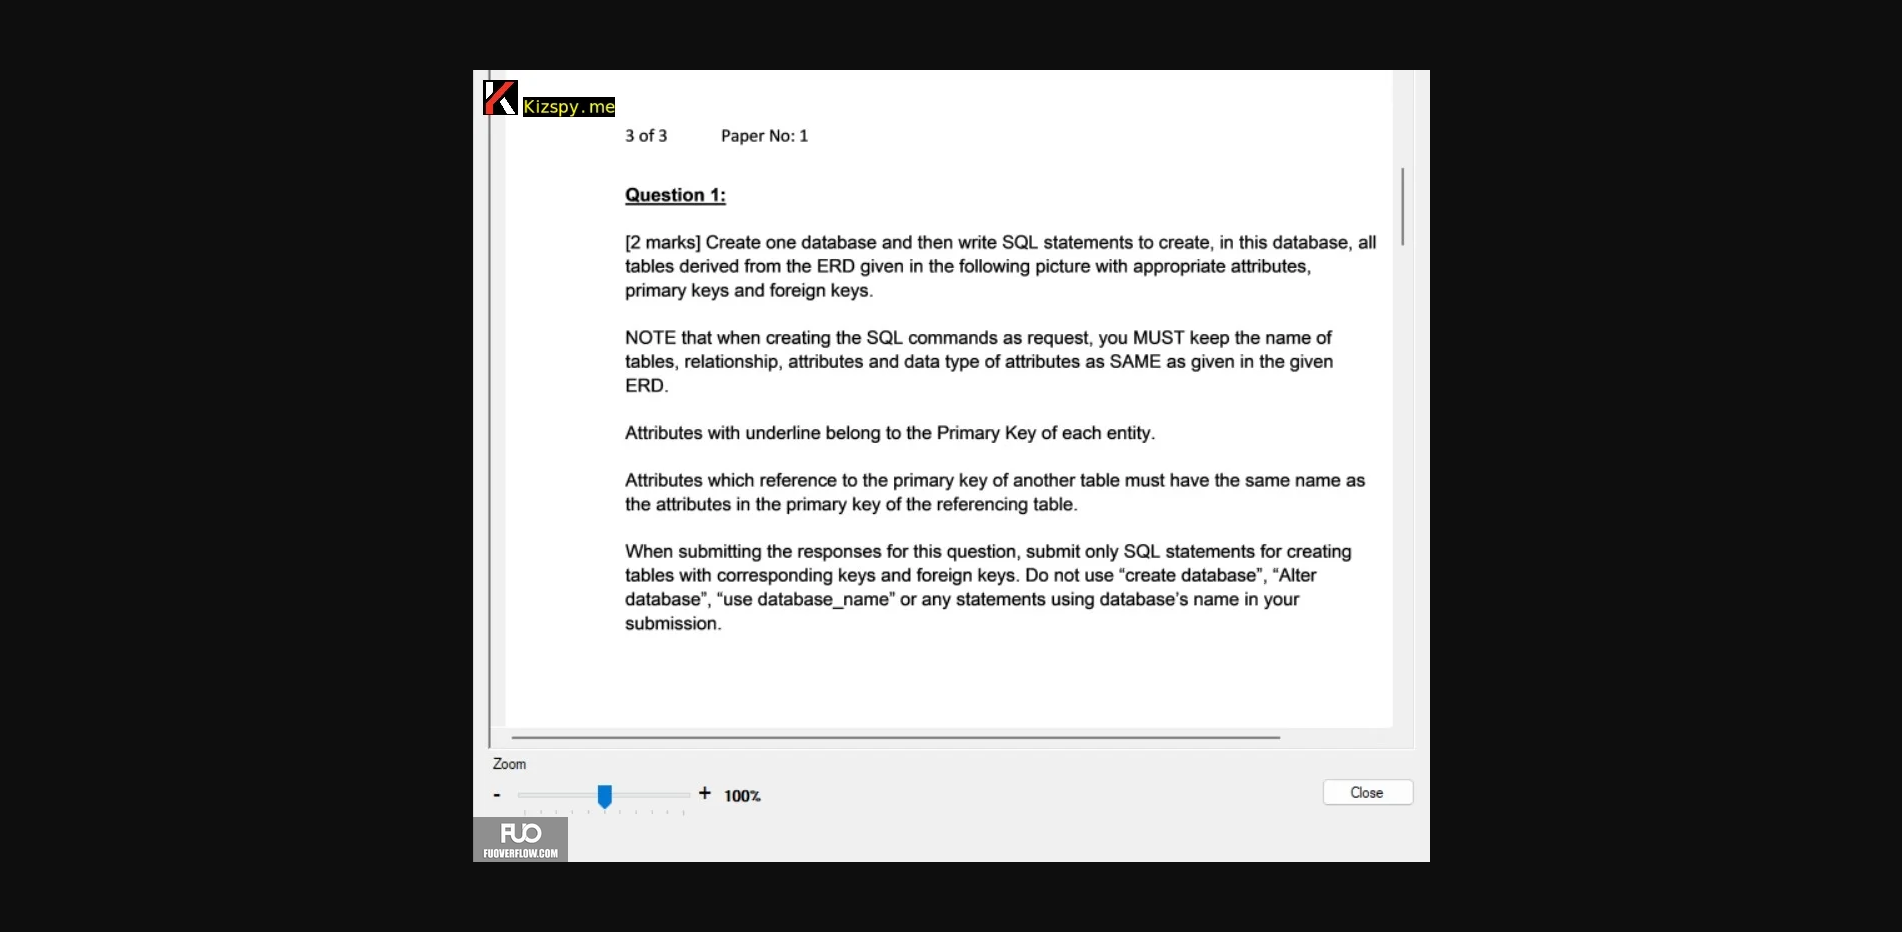 Kizspy.me
3 of 3 Paper No: 1
Question 1:
[2 marks] Create one database and then write SQL statements to create, in this database, all
tables derived from the ERD given in the following picture with appropriate attributes,
primary keys and foreign keys.
NOTE that when creating the SQL commands as request, you MUST keep the name of
tables, relationship, attributes and data type of attributes as SAME as given in the given
ERD.
Attributes with underline belong to the Primary Key of each entity.
Attributes which reference to the primary key of another table must have the same name as
the attributes in the primary key of the referencing table.
When submitting the responses for this question, submit only SQL statements for creating
tables with corresponding keys and foreign keys. Do not use “create database”, “Alter
database”, “use database_name” or any statements using database’s name in your
submission.
Zoom
- + 100%
Close
FUO
FUOVERFLOW.COM